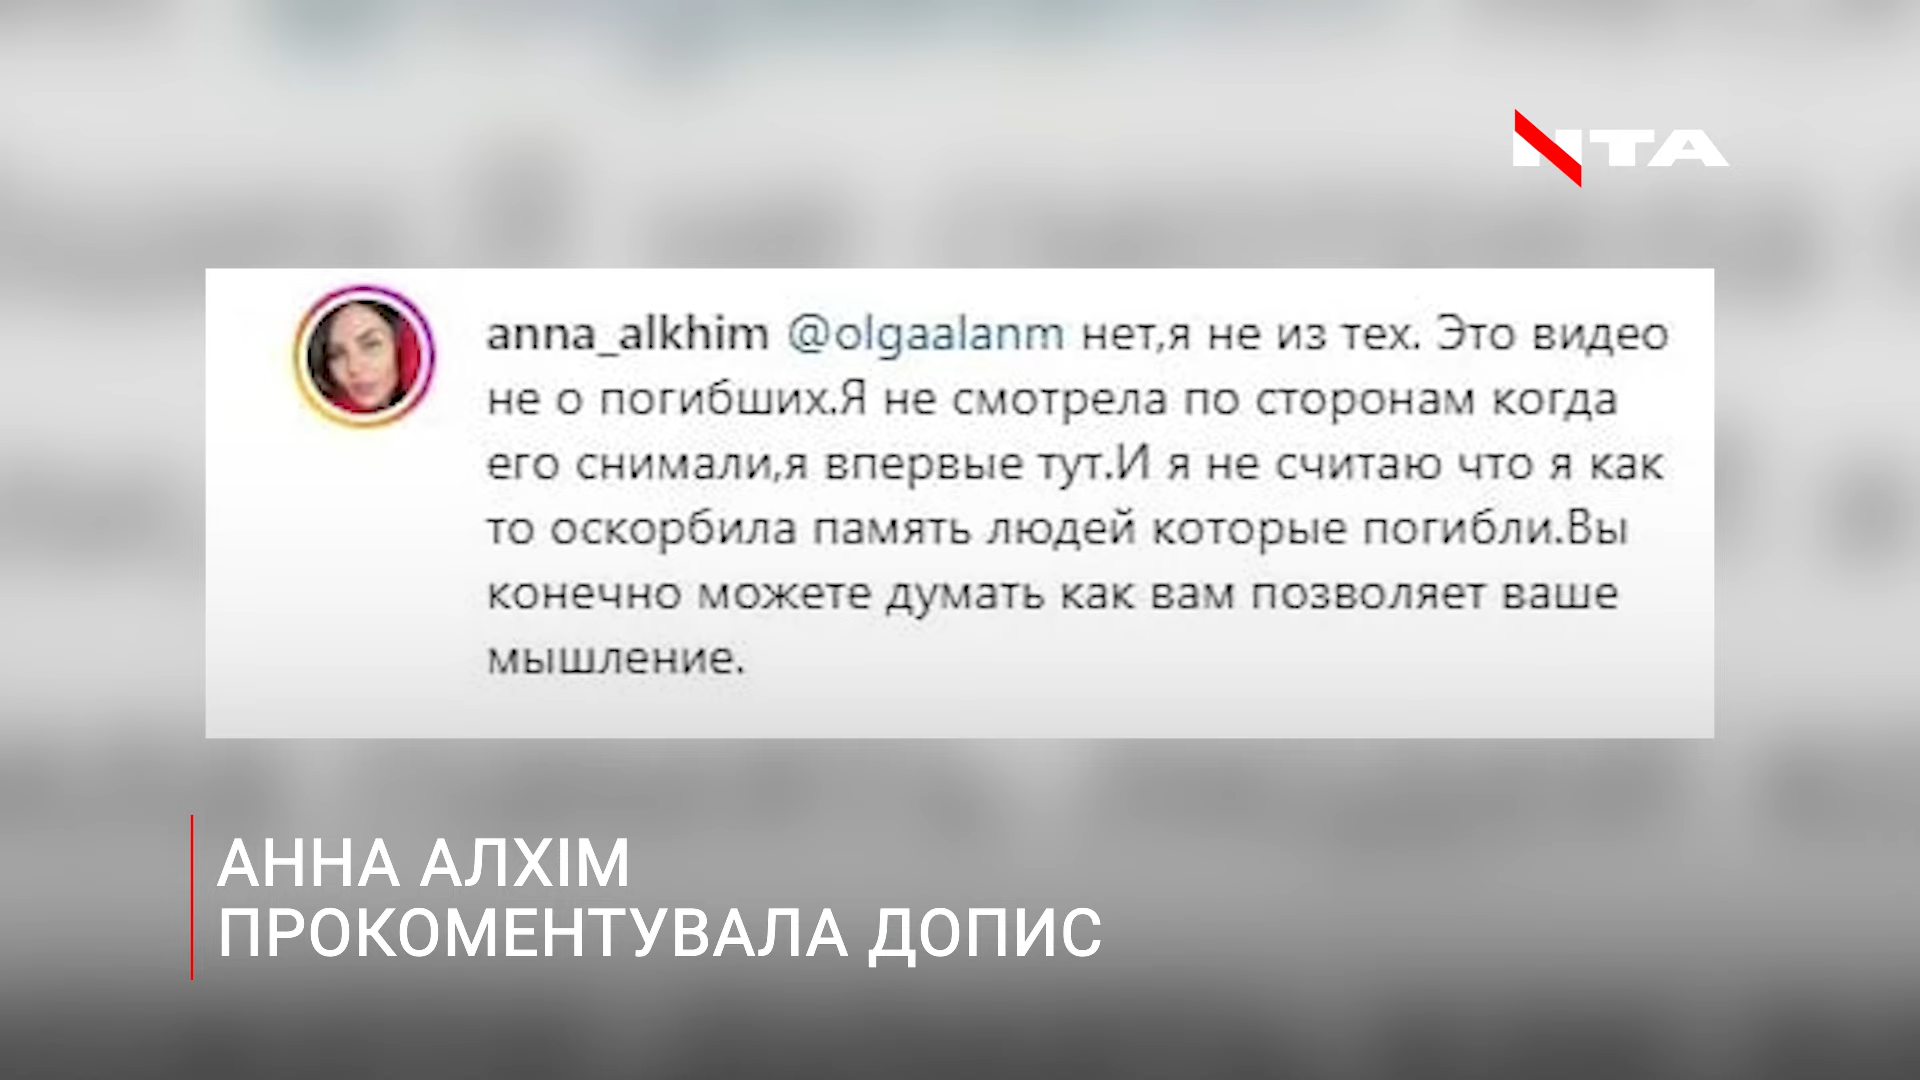 NTA
anna_alkhim @olgaalanm нет,я не из тех. Это видео
не о погибших.Я не смотрела по сторонам когда
его снимали,я впервые тут.И я не считаю что я как
то оскорбила память людей которые погибли.Вы
конечно можете думать как вам позволяет ваше
мышление.
АННА АЛХІМ
ПРОКОМЕНТУВАЛА ДОПИС